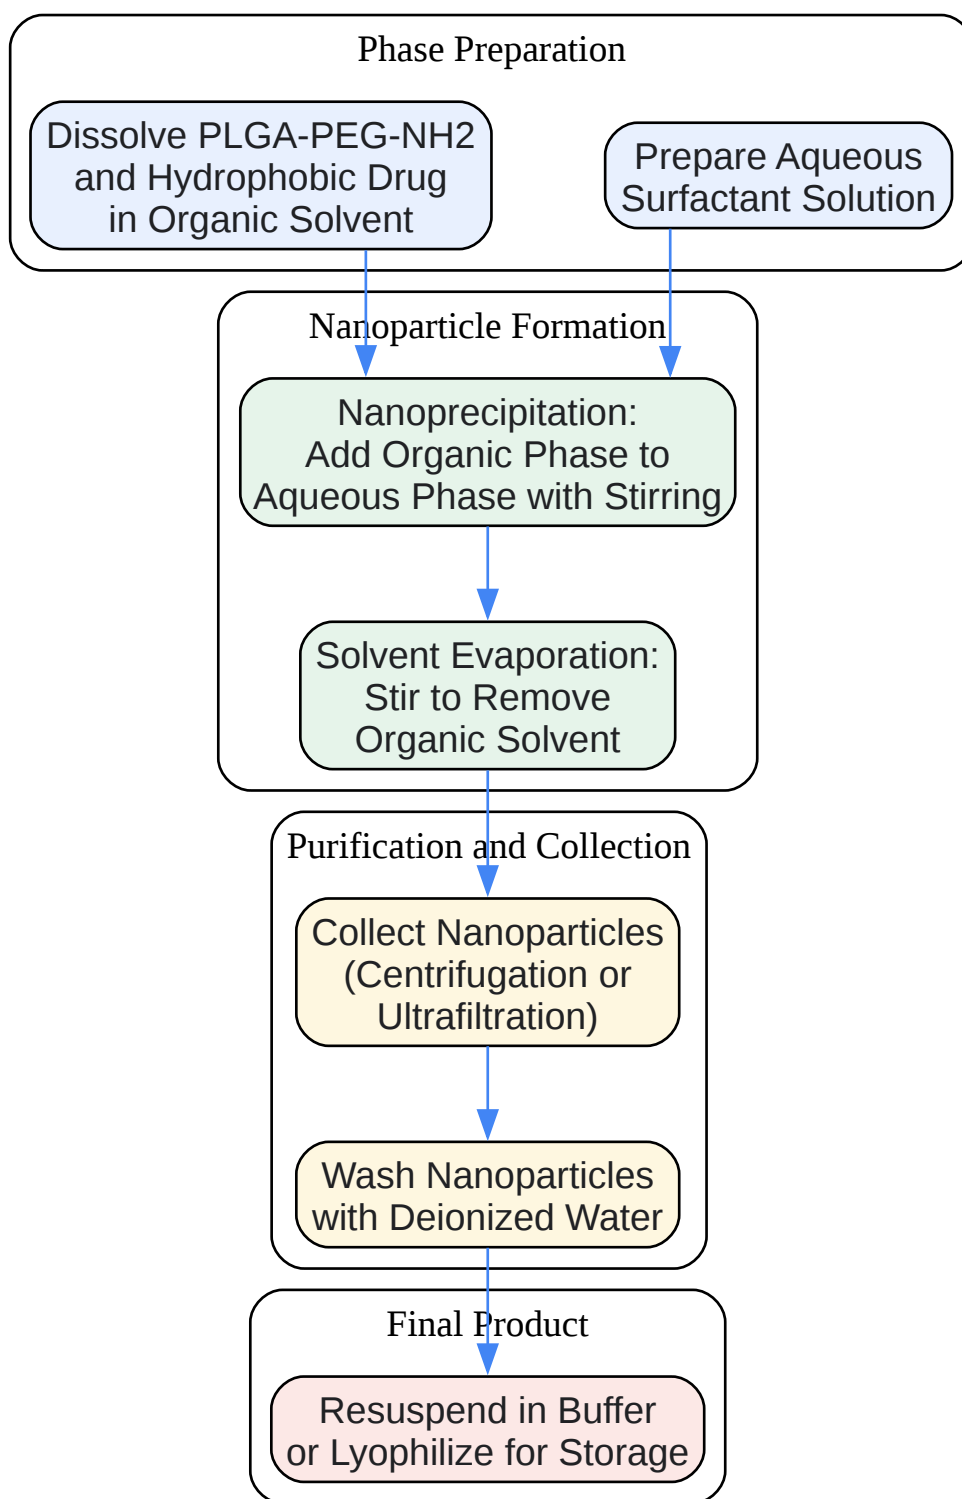 Phase Preparation
Dissolve PLGA-PEG-NH2
and Hydrophobic Drug
in Organic Solvent
Prepare Aqueous
Surfactant Solution
Nanoparticle Formation
Nanoprecipitation:
Add Organic Phase to
Aqueous Phase with Stirring
Solvent Evaporation:
Stir to Remove
Organic Solvent
Purification and Collection
Collect Nanoparticles
(Centrifugation or
Ultrafiltration)
Wash Nanoparticles
with Deionized Water
Final Product
Resuspend in Buffer
or Lyophilize for Storage